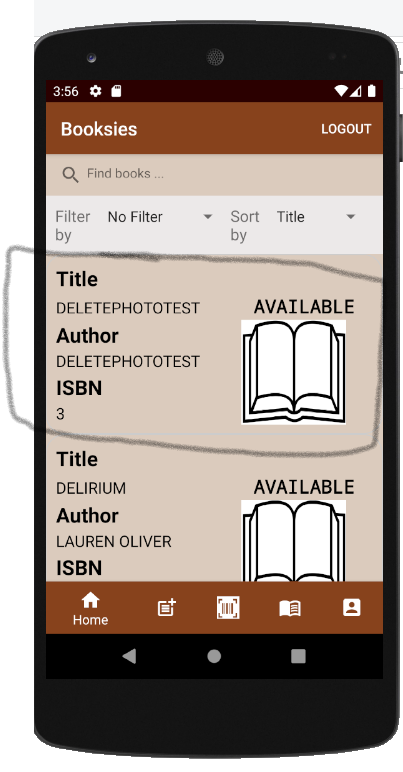 3:56
Booksies LOGOUT
Find books ...
Filter by No Filter Sort by Title
Title
DELETEPHOTOTEST AVAILABLE
Author
DELETEPHOTOTEST
ISBN
3
Title
DELIRIUM AVAILABLE
Author
LAUREN OLIVER
ISBN
Home